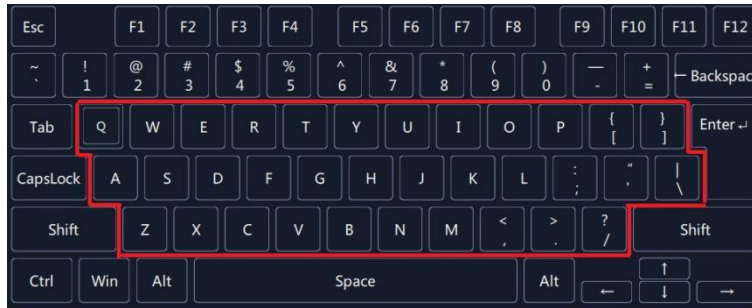 Esc F1 F2 F3 F4 F5 F6 F7 F8 F9 F10 F11 F12
~ ! @ # $ % ^ & * ( ) — +
` 1 2 3 4 5 6 7 8 9 0 - = ← Backspac
Tab Q W E R T Y U I O P { [ } ] Enter ↵
CapsLock A S D F G H J K L : ; " ' | \
Shift Z X C V B N M < , > . ? / Shift
Ctrl Win Alt Space Alt ← ↑ ↓ →